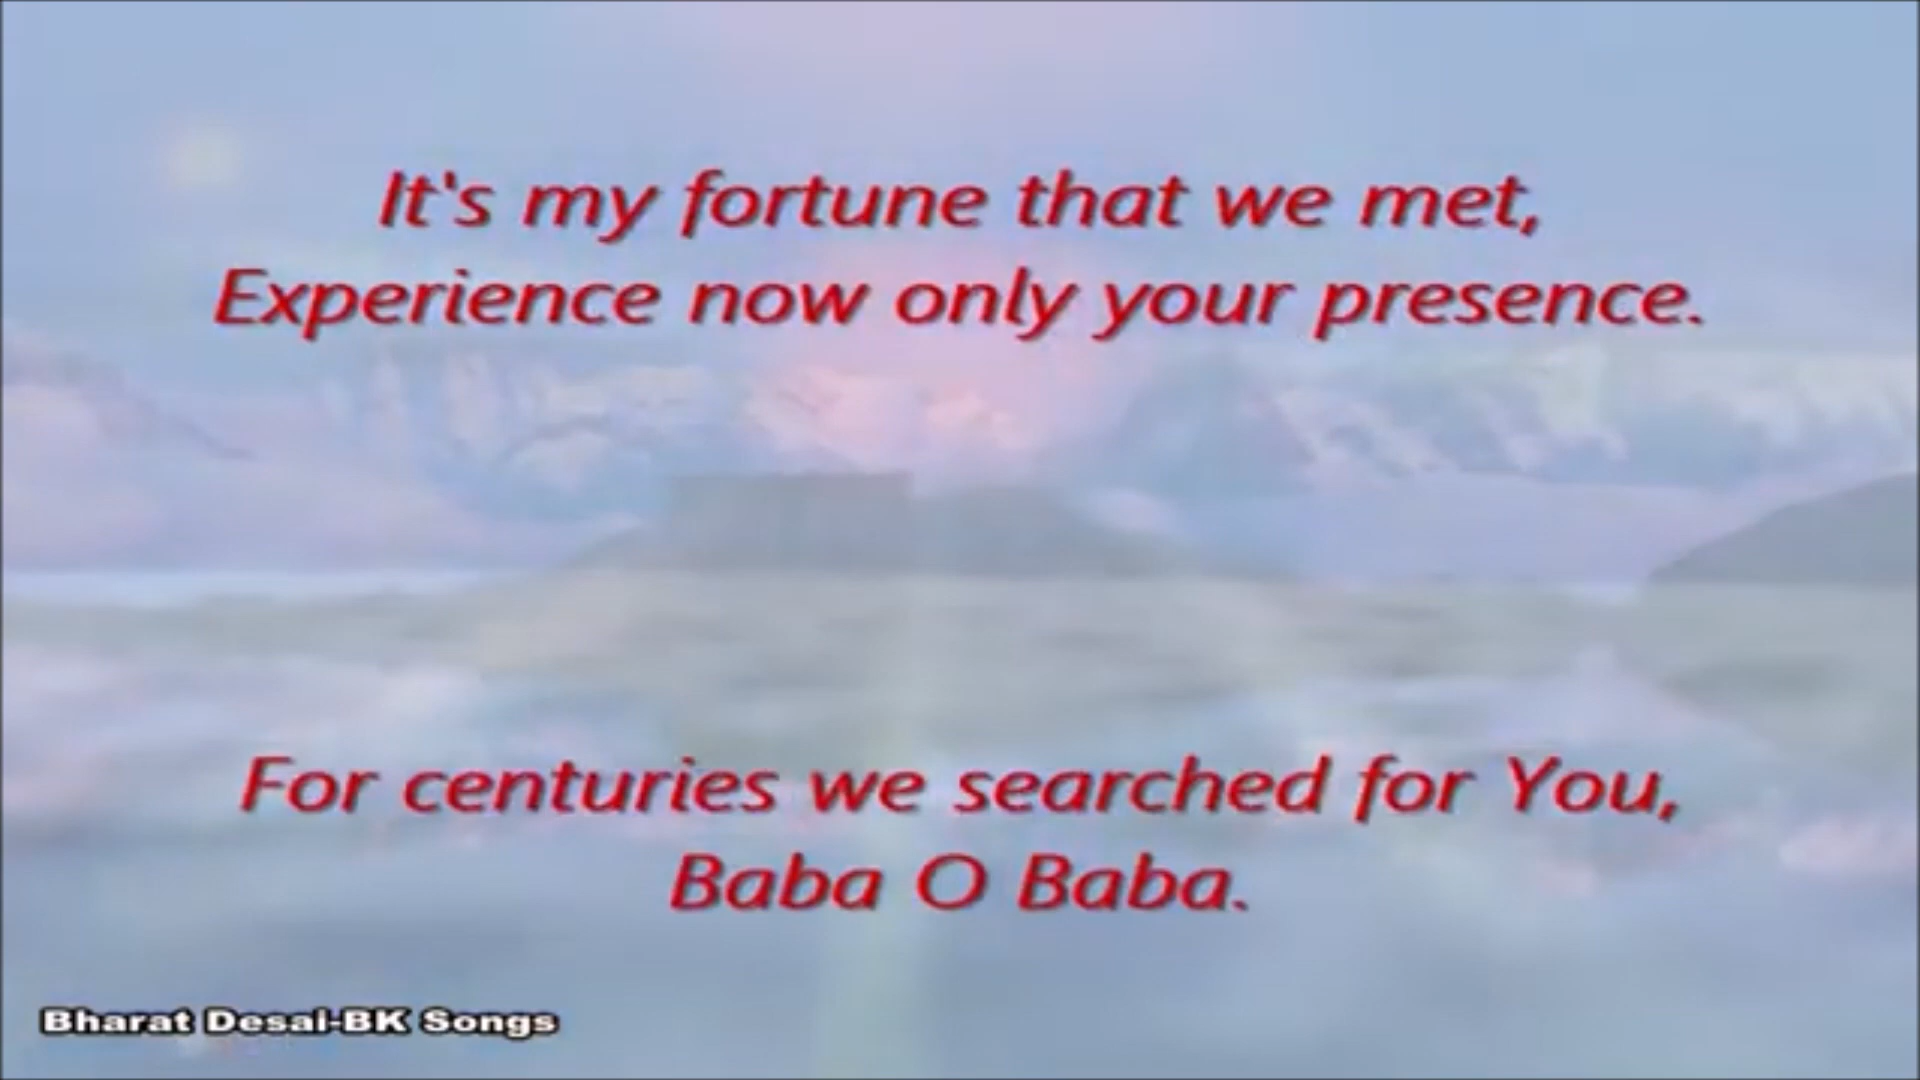 It's my fortune that we met,
Experience now only your presence.
For centuries we searched for You,
Baba O Baba.
Bharat Desai-BK Songs